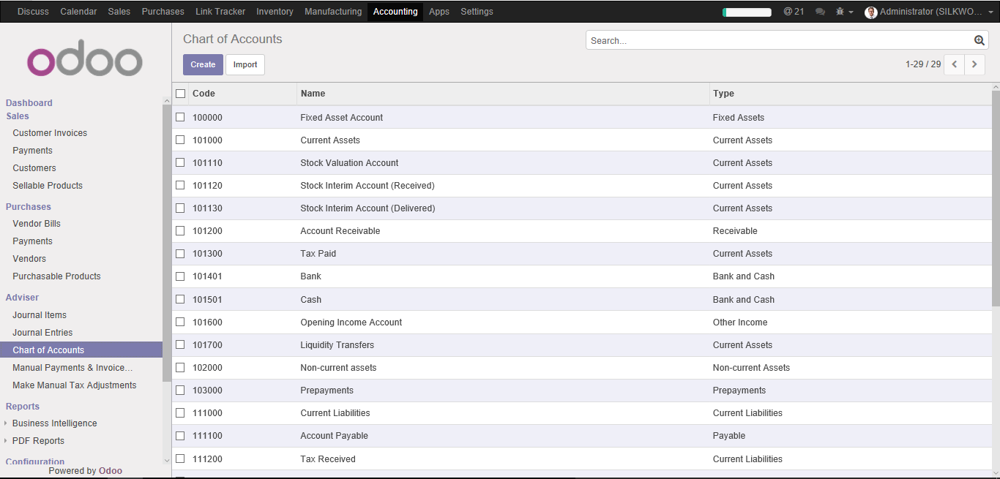 Discuss Calendar Sales Purchases Link Tracker Inventory Manufacturing Accounting Apps Settings @ 21 Administrator (SILKWO...
odoo
Chart of Accounts
Search...
Create Import
1-29 / 29
Dashboard
Sales
Customer Invoices
Payments
Customers
Sellable Products
Purchases
Vendor Bills
Payments
Vendors
Purchasable Products
Adviser
Journal Items
Journal Entries
Chart of Accounts
Manual Payments & Invoice...
Make Manual Tax Adjustments
Reports
Business Intelligence
PDF Reports
Configuration
Powered by Odoo
Code Name Type
100000 Fixed Asset Account Fixed Assets
101000 Current Assets Current Assets
101110 Stock Valuation Account Current Assets
101120 Stock Interim Account (Received) Current Assets
101130 Stock Interim Account (Delivered) Current Assets
101200 Account Receivable Receivable
101300 Tax Paid Current Assets
101401 Bank Bank and Cash
101501 Cash Bank and Cash
101600 Opening Income Account Other Income
101700 Liquidity Transfers Current Assets
102000 Non-current assets Non-current Assets
103000 Prepayments Prepayments
111000 Current Liabilities Current Liabilities
111100 Account Payable Payable
111200 Tax Received Current Liabilities